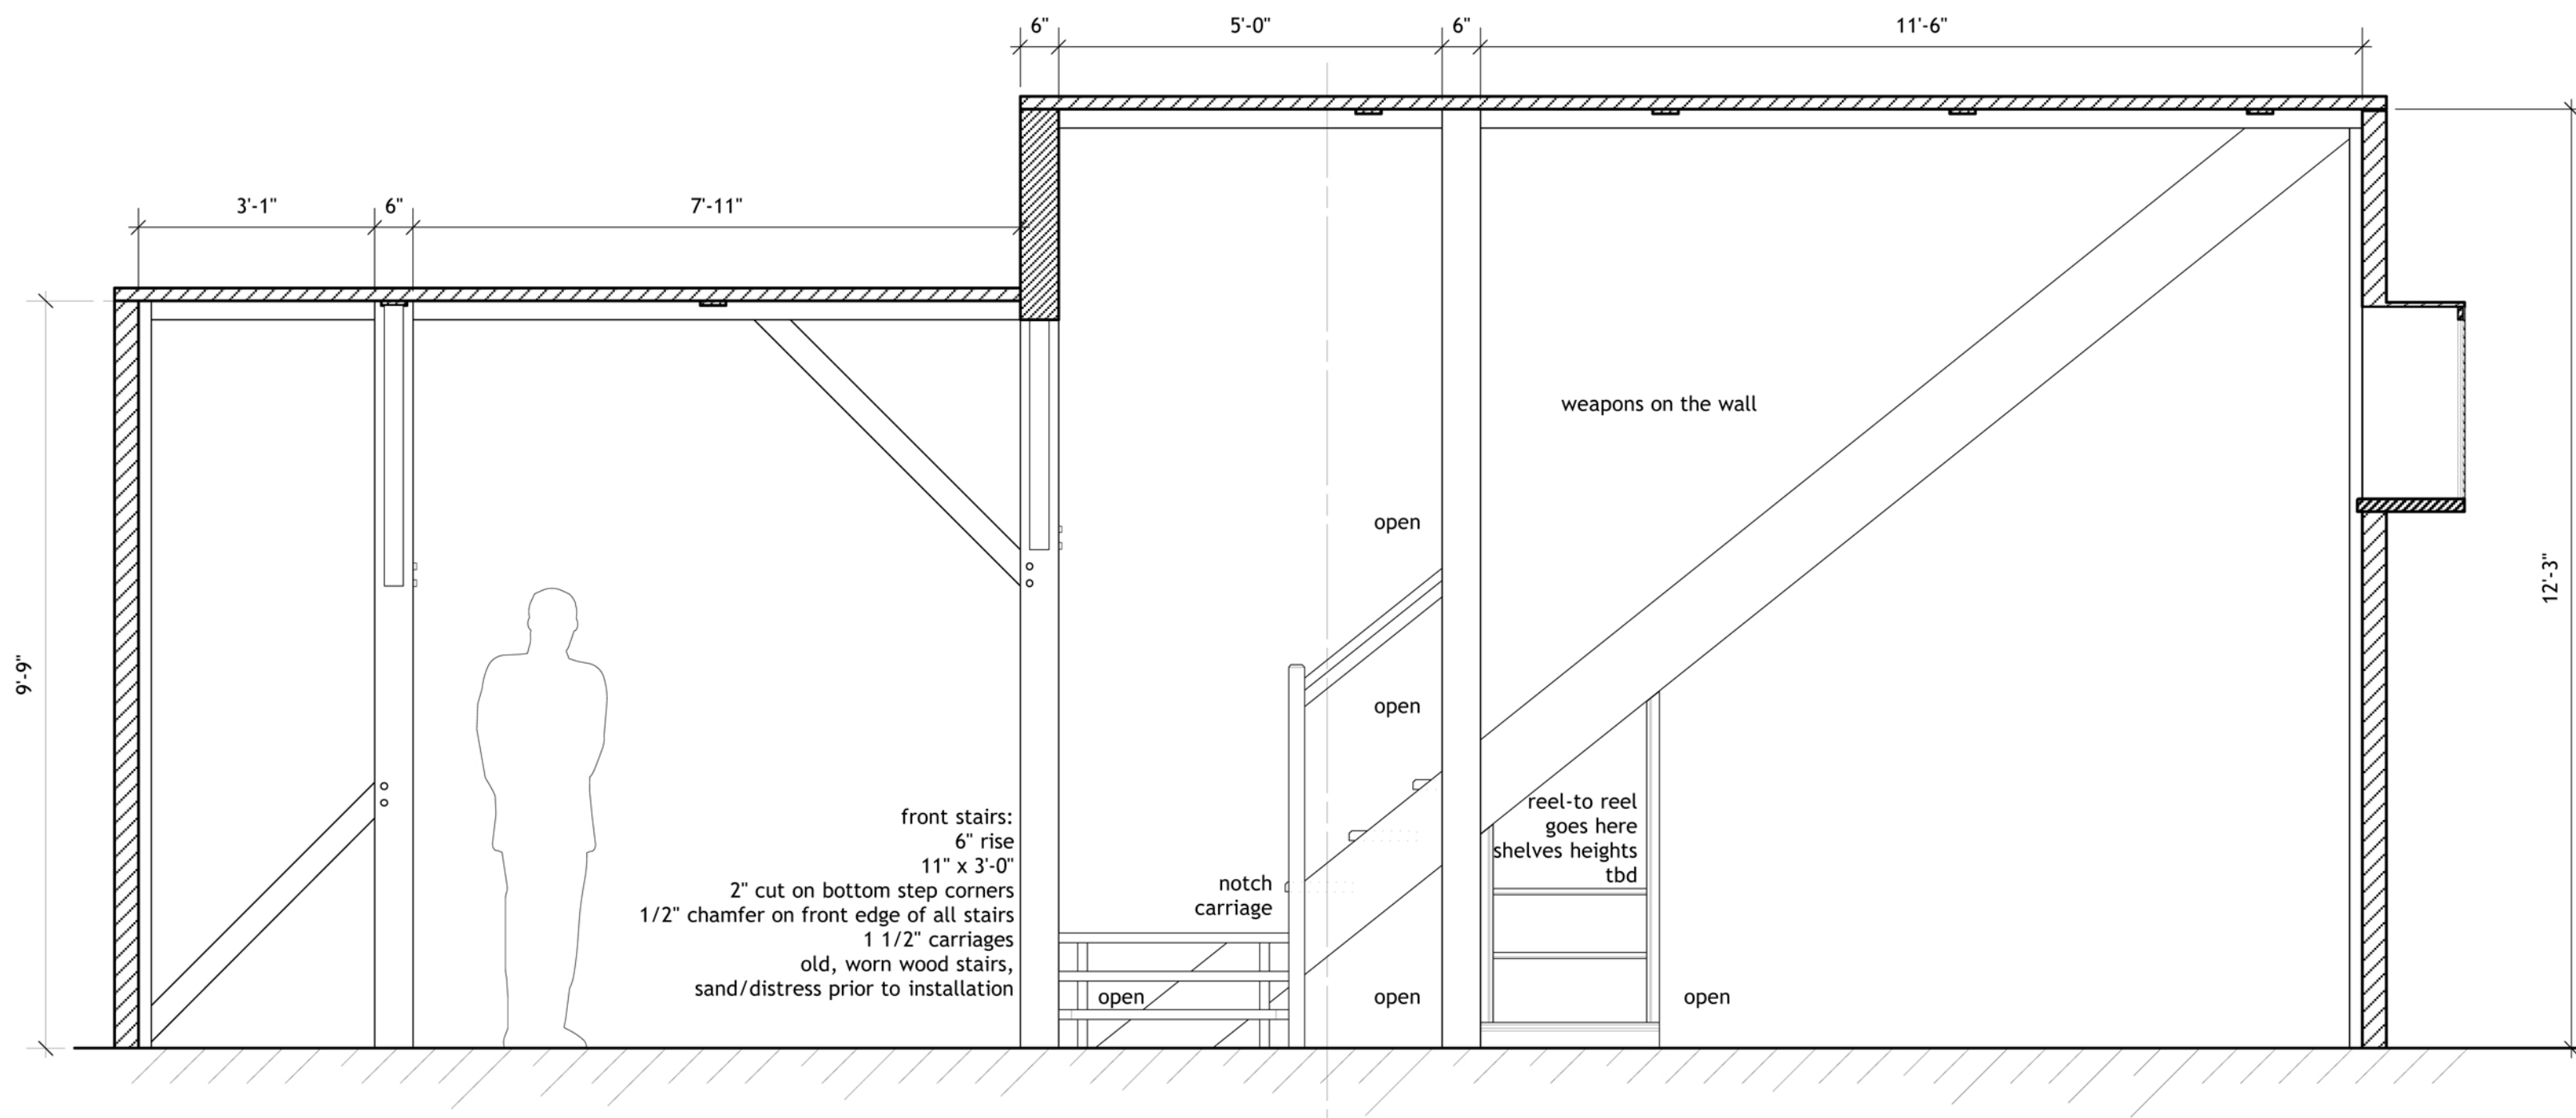 6"
5'-0"
6"
11'-6"
3'-1"
6"
7'-11"
weapons on the wall
open
12'-3"
9'-9"
open
front stairs:
6" rise
11" x 3'-0"
2" cut on bottom step corners
1/2" chamfer on front edge of all stairs
1 1/2" carriages
old, worn wood stairs,
sand/distress prior to installation
reel-to reel
goes here
shelves heights
tbd
notch
carriage
open
open
open